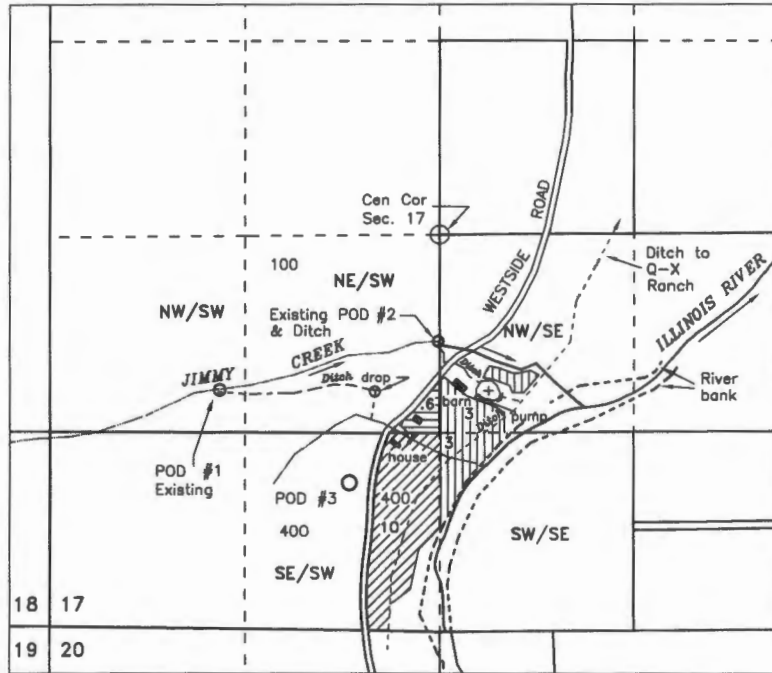 Cen Cor
Sec. 17
WESTSIDE ROAD
100
NE/SW
NW/SW
Existing POD #2
& Ditch
NW/SE
Ditch to
Q-X
Ranch
ILLINOIS RIVER
JIMMY CREEK
Ditch drop
Ditch
River
bank
.6
barn
3
Ditch
pump
3
house
POD #1
Existing
POD #3
400
400
10
SW/SE
SE/SW
18 17
19 20